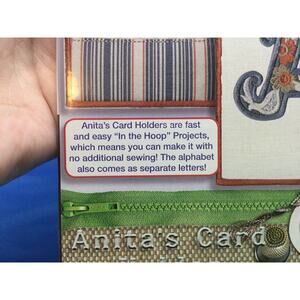 Anita's Card Holders are fast
and easy "In the Hoop" Projects,
which means you can make it with
no additional sewing! The alphabet
also comes as separate letters!
Anita's Card